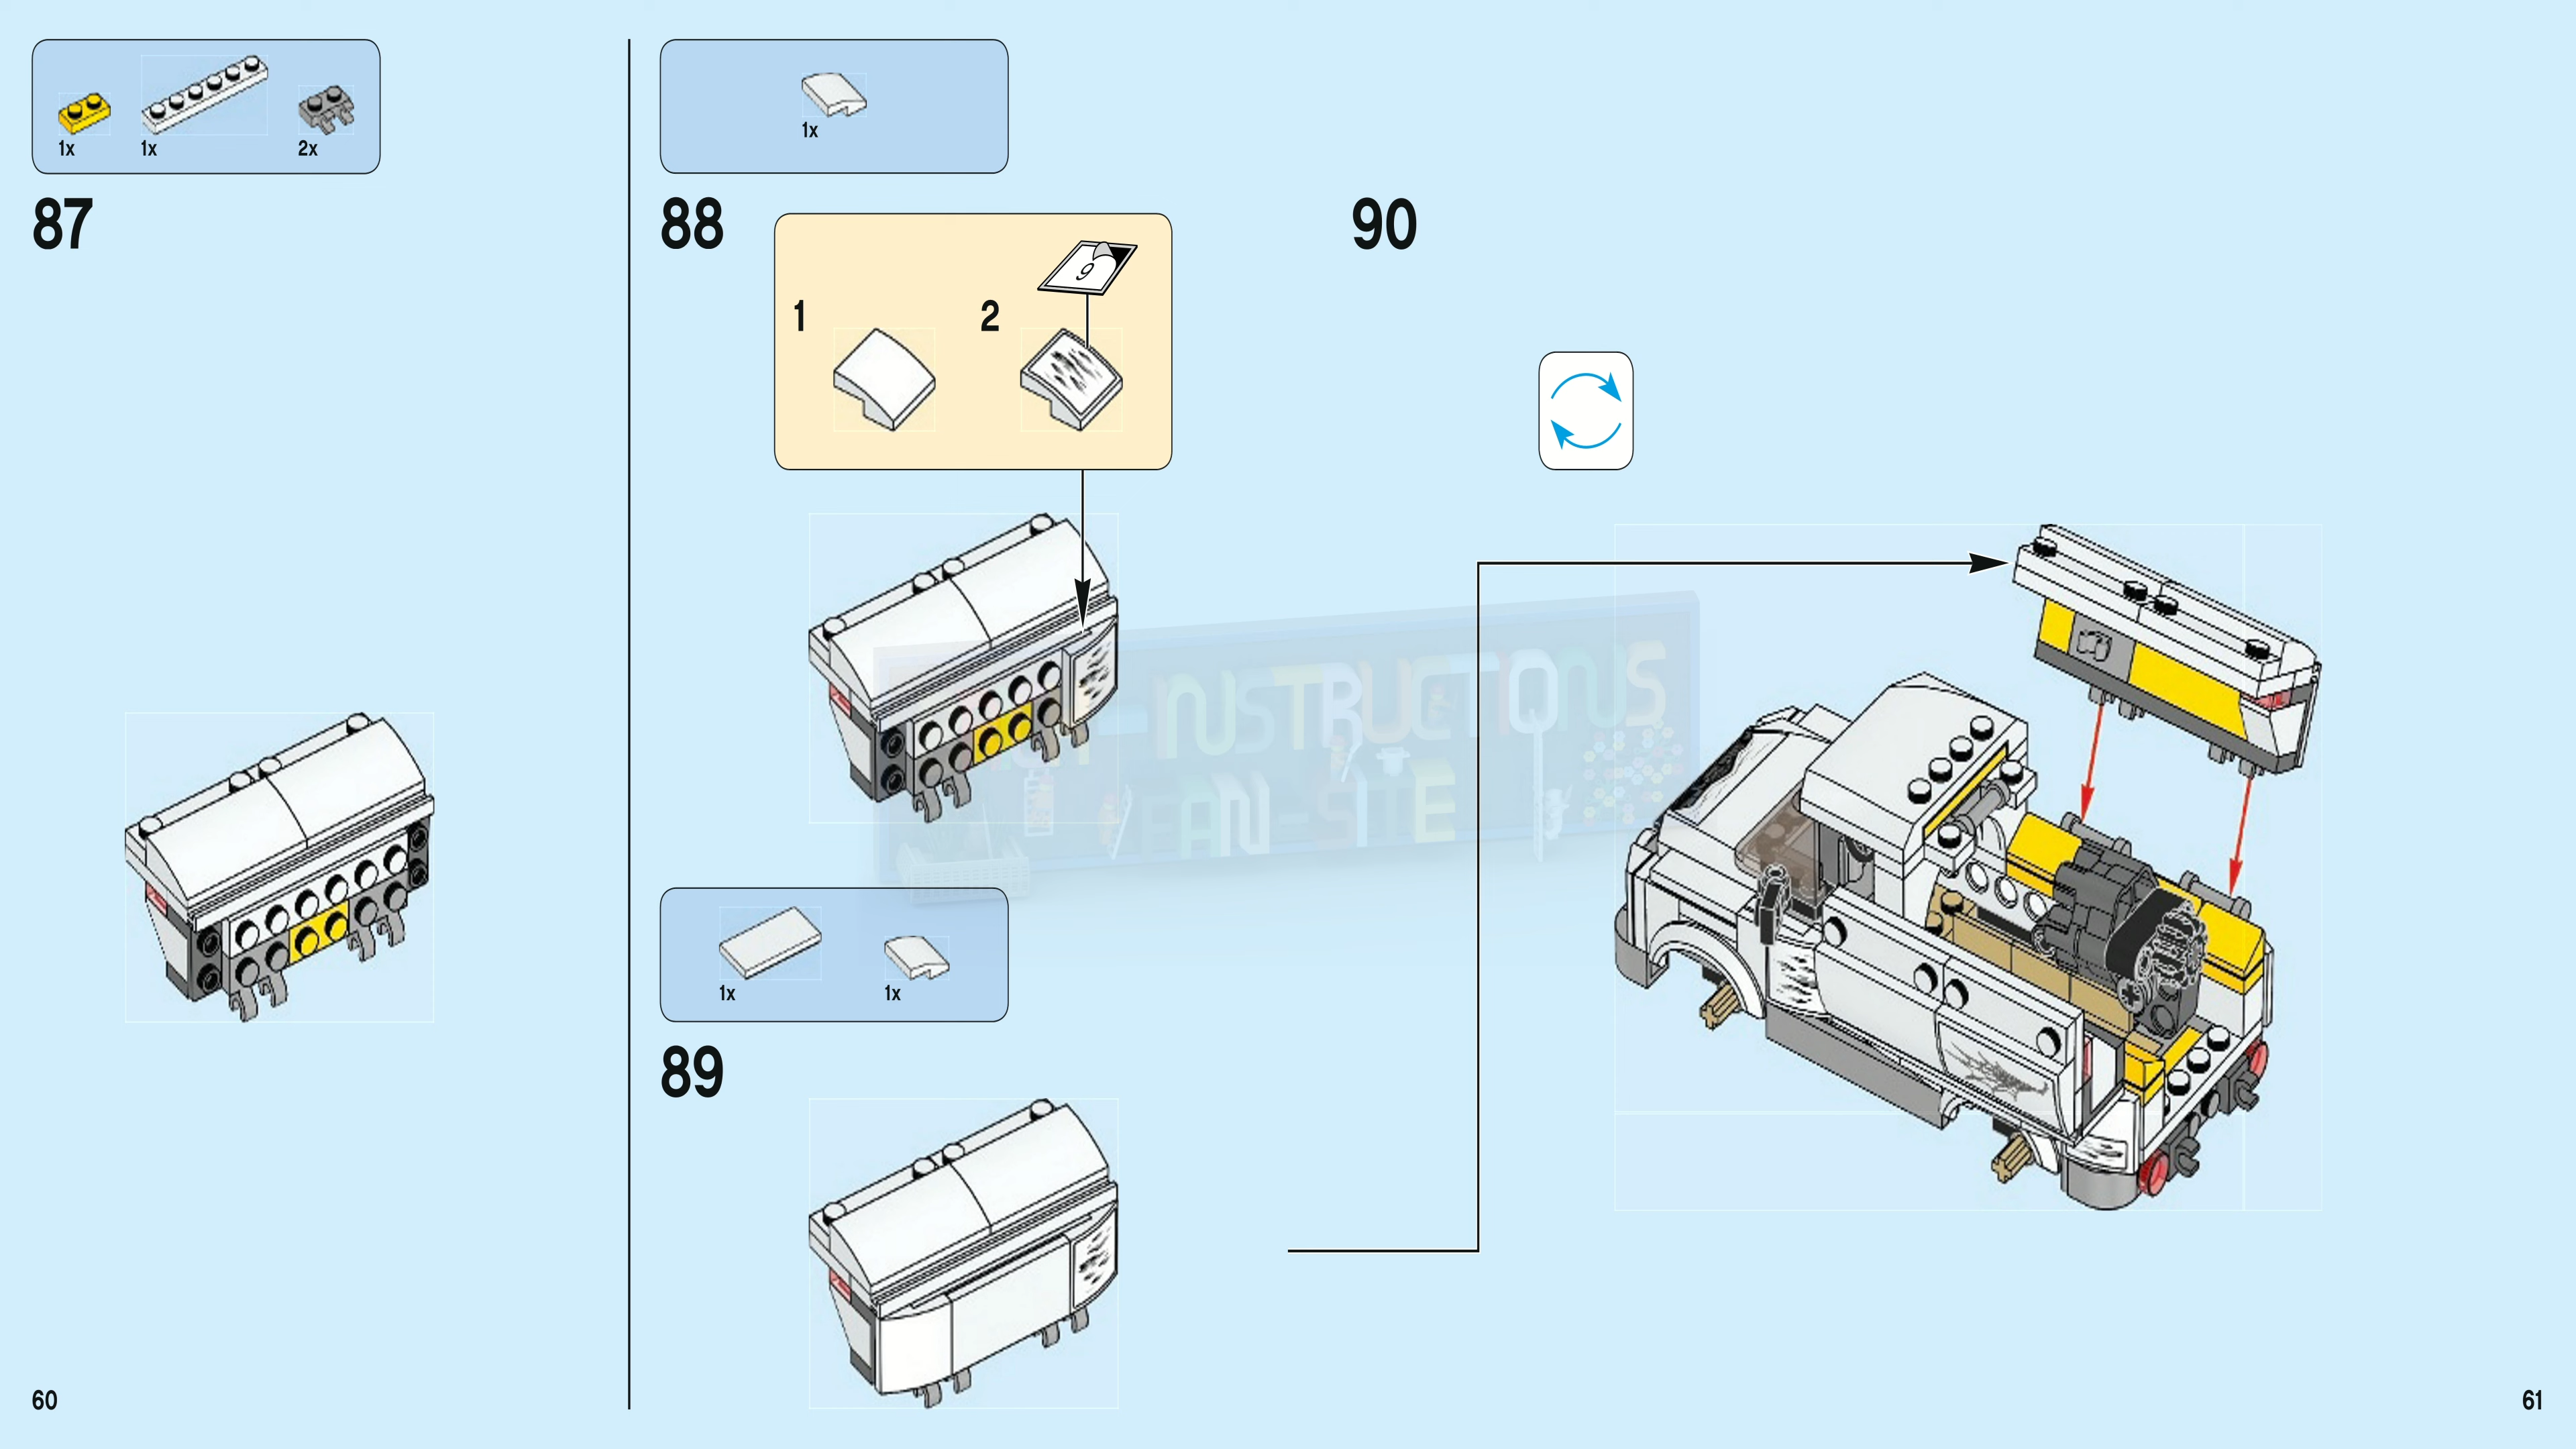 1x 1x 2x
87
1x
88
1
2
9
1x 1x
89
90
-INSTRUCTIONS
FAN-SITE
60
61